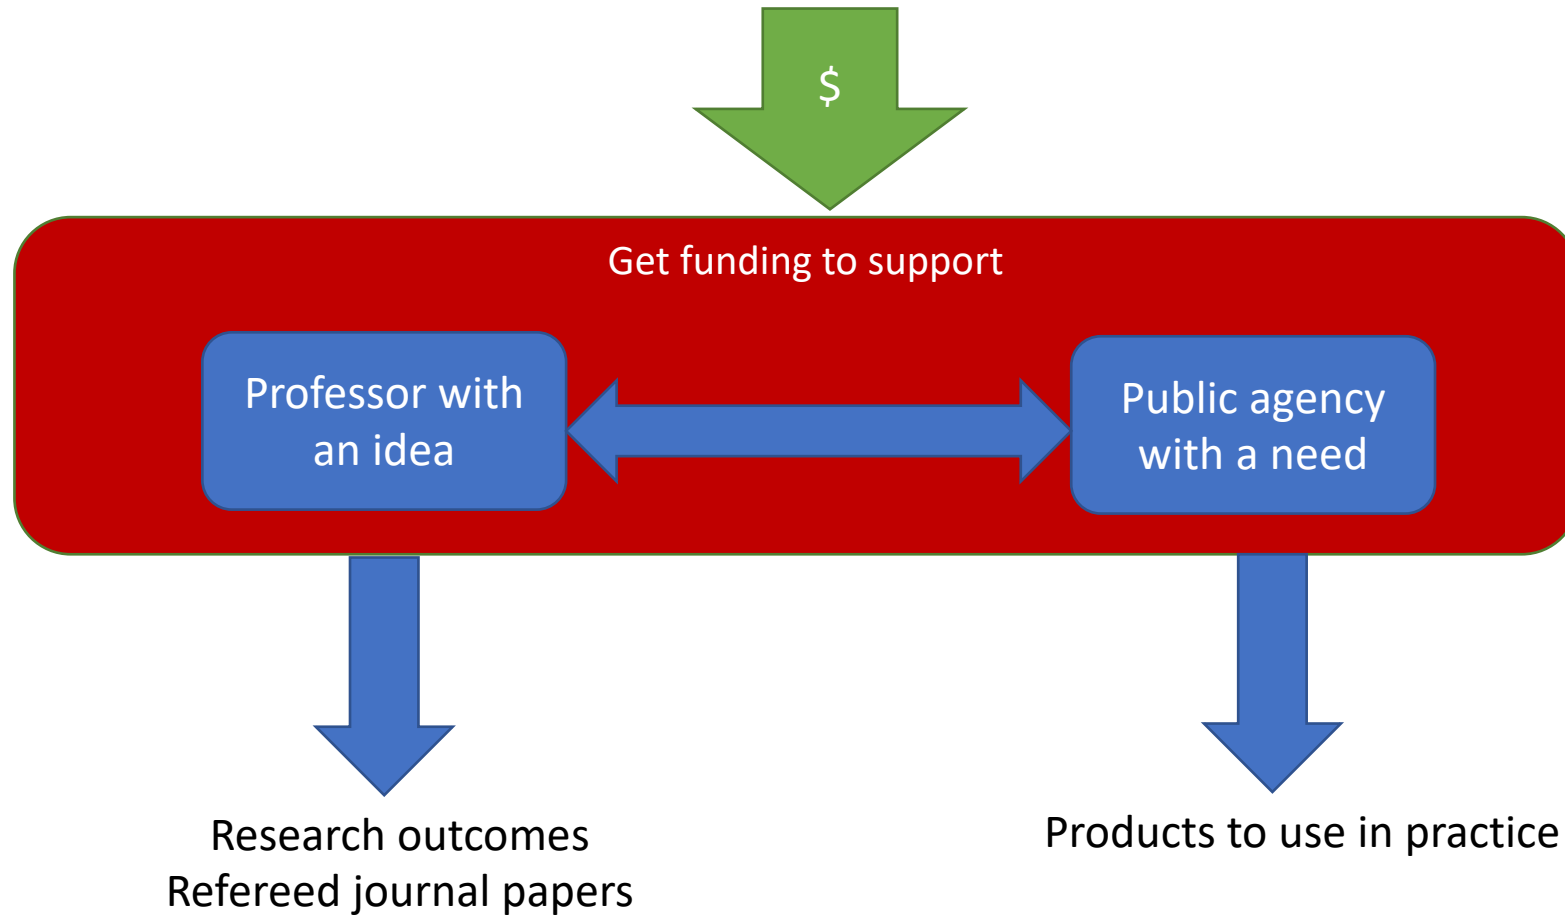 $
Get funding to support
Professor with
an idea
Public agency
with a need
Research outcomes
Refereed journal papers
Products to use in practice